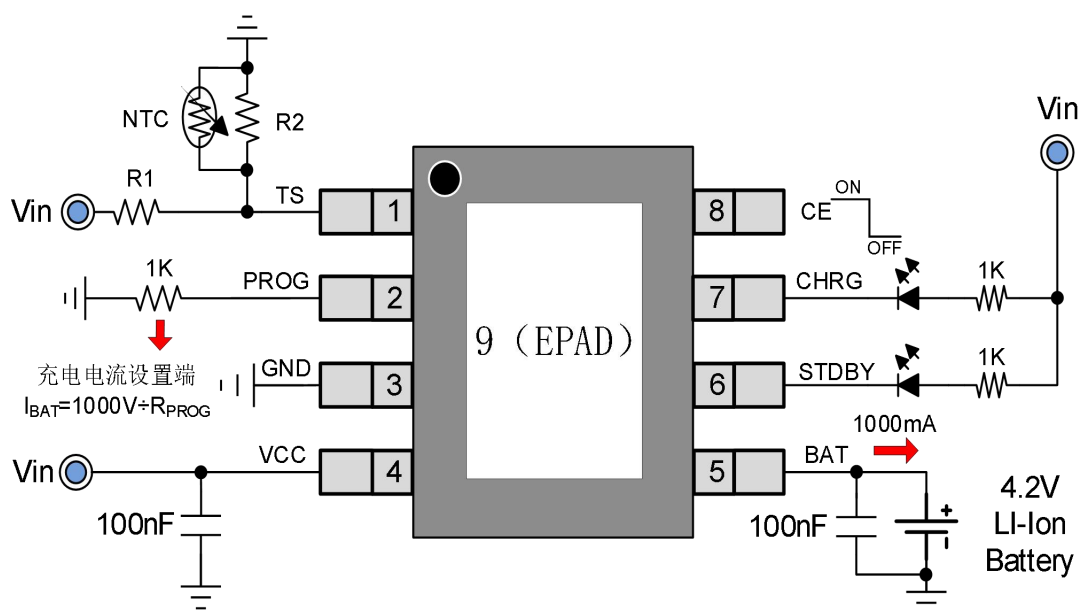 NTC
R2
R1
Vin
TS
1
1K
PROG
2
充电电流设置端
I_BAT=1000V÷R_PROG
GND
3
Vin
VCC
4
100nF
9（EPAD）
8
CE
ON
OFF
Vin
7
CHRG
1K
6
STDBY
1K
1000mA
5
BAT
100nF
+
4.2V
LI-Ion
Battery